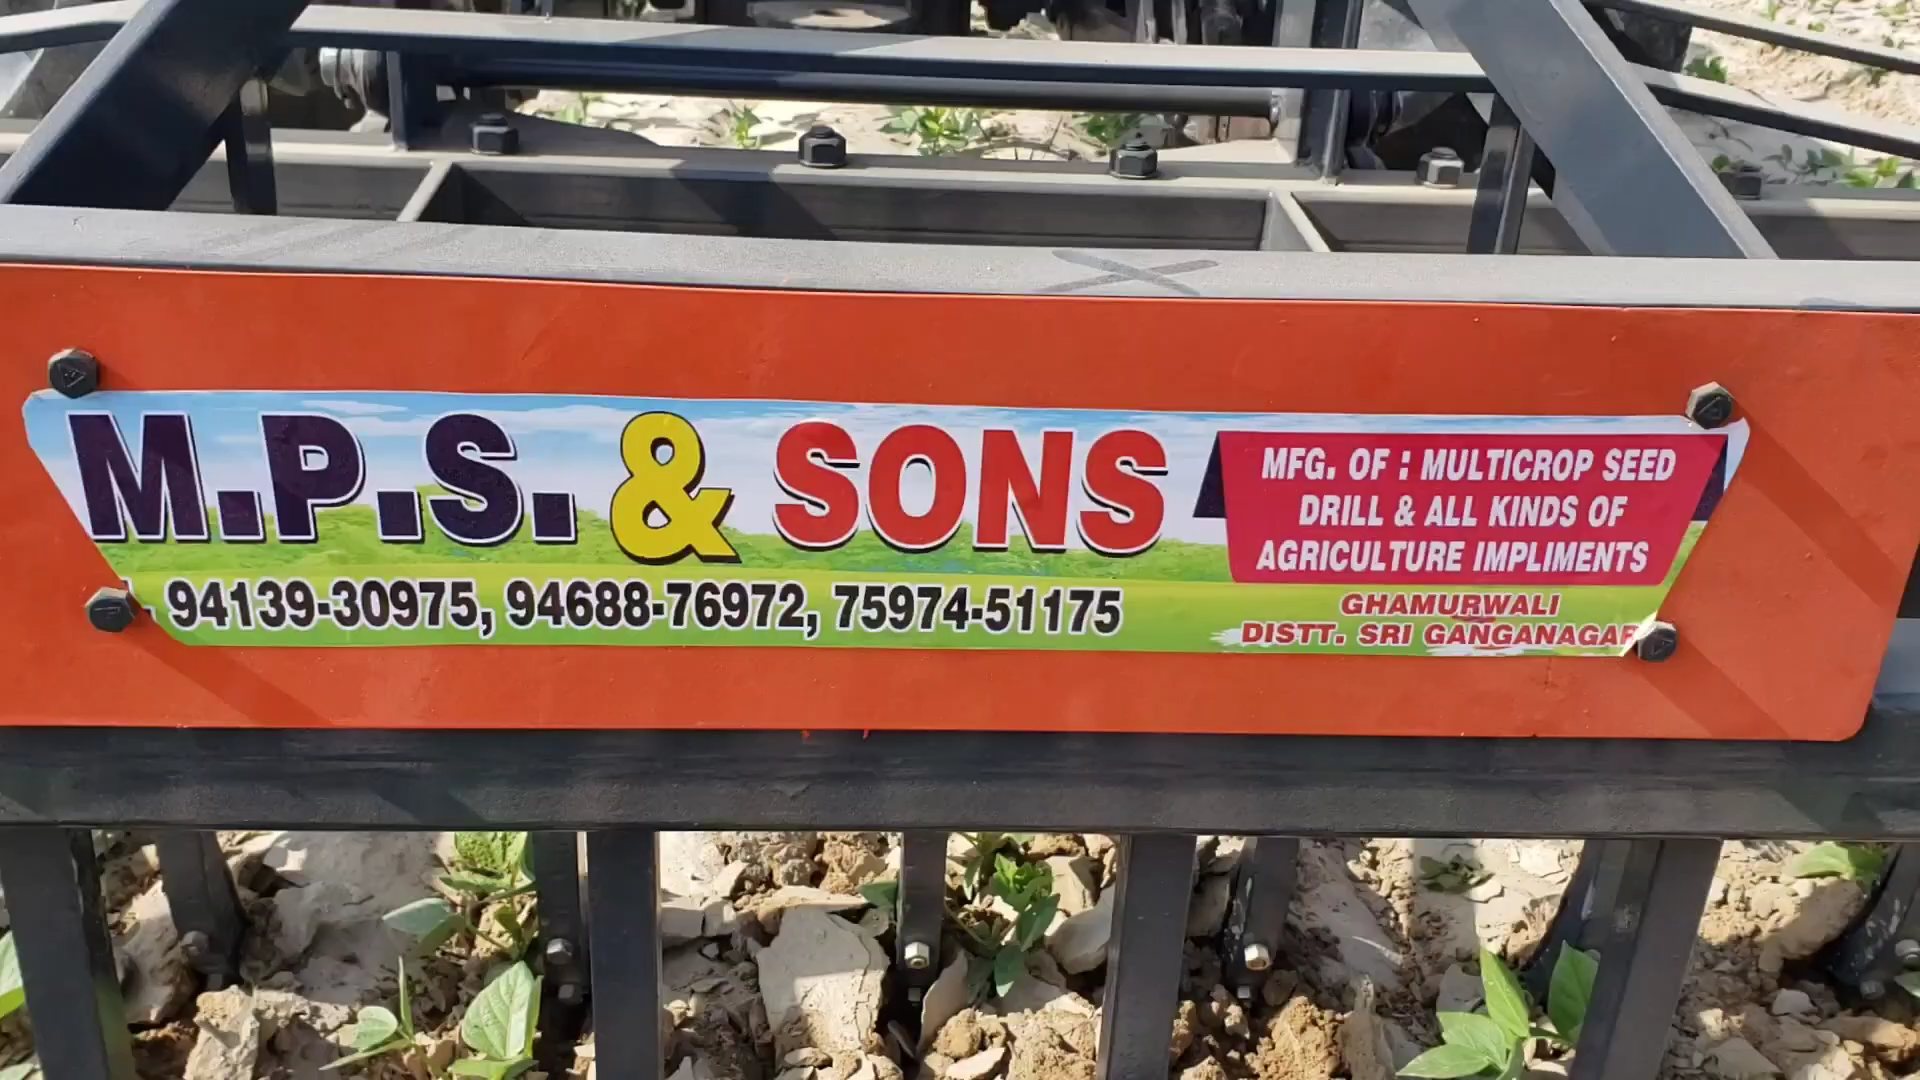 M.P.S. & SONS
MFG. OF : MULTICROP SEED
DRILL & ALL KINDS OF
AGRICULTURE IMPLIMENTS
94139-30975, 94688-76972, 75974-51175
GHAMURWALI
DISTT. SRI GANGANAGAR